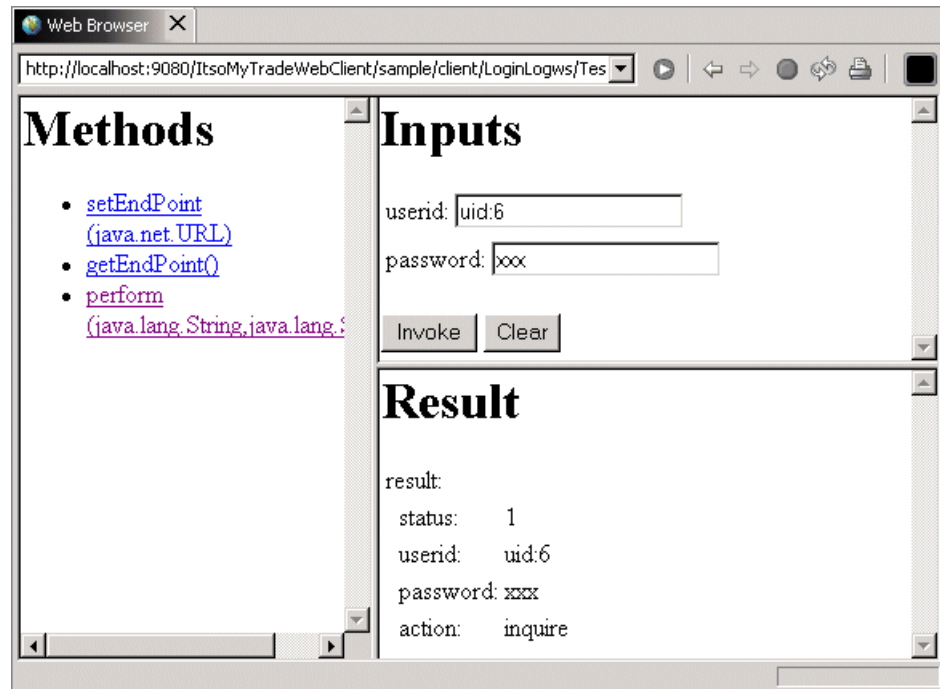 Web Browser
http://localhost:9080/ItsoMyTradeWebClient/sample/client/LoginLogws/Tes
Methods
setEndPoint
(java.net.URL)
getEndPoint()
perform
(java.lang.String,java.lang.S
Inputs
userid: uid:6
password: xxx
Invoke Clear
Result
result:
status: 1
userid: uid:6
password: xxx
action: inquire